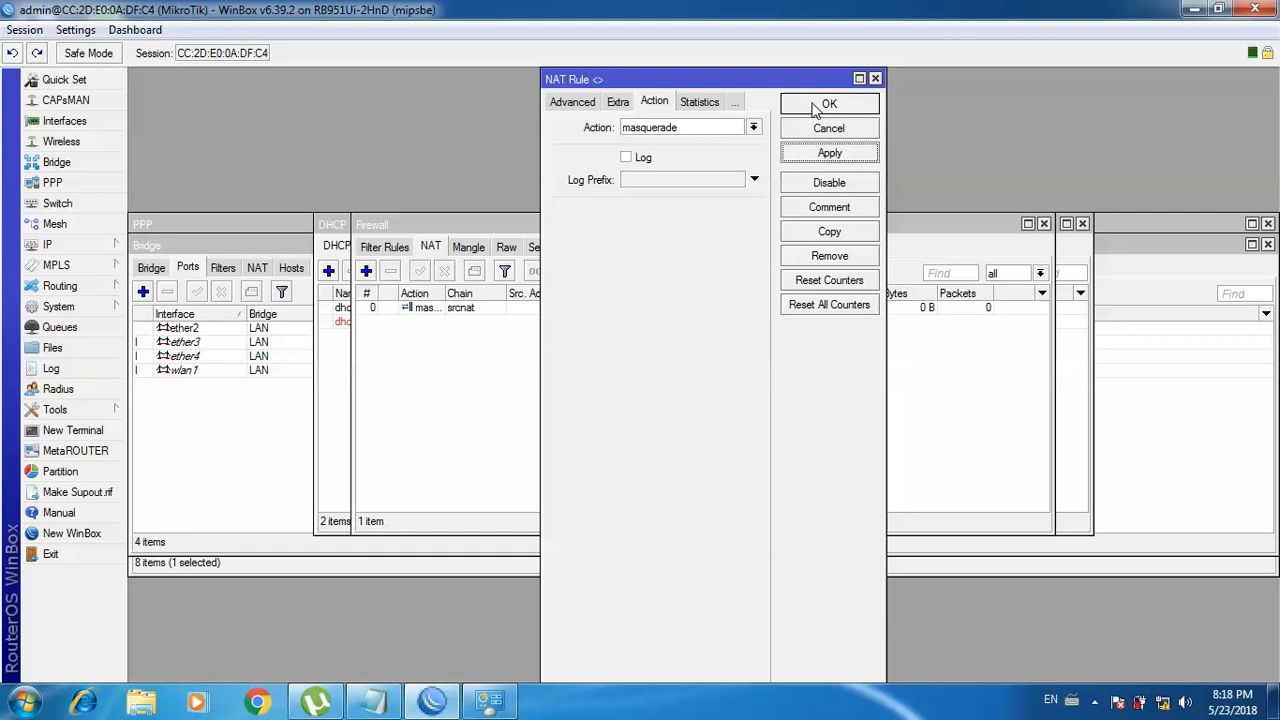 admin@CC:2D:E0:0A:DF:C4 (MikroTik) - WinBox v6.39.2 on RB951Ui-2HnD (mipsbe)
Session Settings Dashboard
Safe Mode Session: CC:2D:E0:0A:DF:C4
Quick Set
CAPsMAN
Interfaces
Wireless
Bridge
PPP
Switch
Mesh
IP
MPLS
Routing
System
Queues
Files
Log
Radius
Tools
New Terminal
MetaROUTER
Partition
Make Supout.rif
Manual
New WinBox
Exit
RouterOS WinBox
PPP
Bridge
Bridge Ports Filters NAT Hosts
Interface / Bridge
ether2 LAN
I ether3 LAN
I ether4 LAN
I wlan1 LAN
4 items
8 items (1 selected)
DHCP
DHCP
dhc
dhc
2 items
Firewall
Filter Rules NAT Mangle Raw Se
# Action Chain Src. Ad
0 mas... srcnat
1 item
NAT Rule <>
Advanced Extra Action Statistics ...
Action: masquerade
Log
Log Prefix:
OK
Cancel
Apply
Disable
Comment
Copy
Remove
Reset Counters
Reset All Counters
Find all
Bytes Packets
0 B 0
Find
EN 8:18 PM
5/23/2018